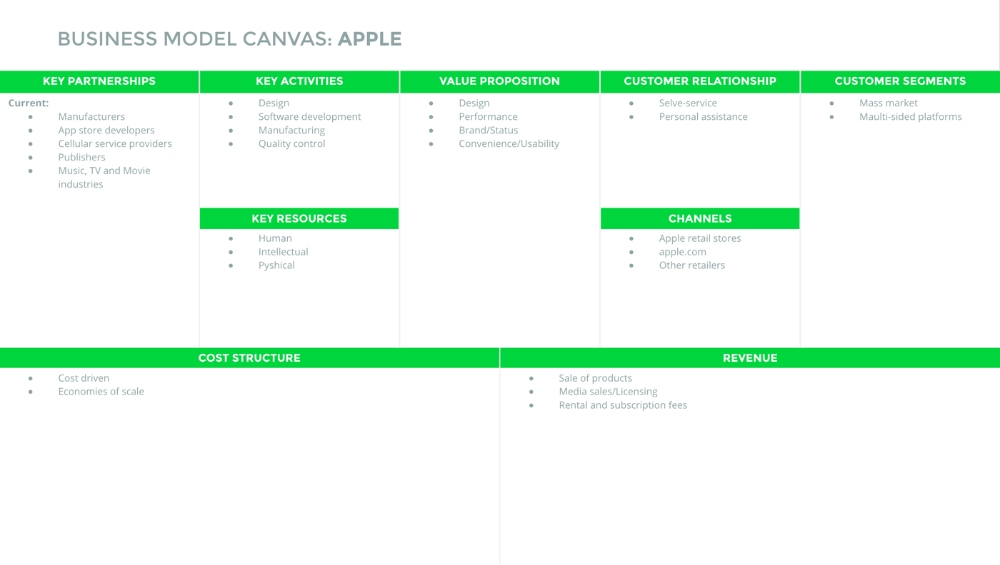 BUSINESS MODEL CANVAS: APPLE
KEY PARTNERSHIPS
Current:
● Manufacturers
● App store developers
● Cellular service providers
● Publishers
● Music, TV and Movie
industries
KEY ACTIVITIES
● Design
● Software development
● Manufacturing
● Quality control
KEY RESOURCES
● Human
● Intellectual
● Pyshical
VALUE PROPOSITION
● Design
● Performance
● Brand/Status
● Convenience/Usability
CUSTOMER RELATIONSHIP
● Selve-service
● Personal assistance
CHANNELS
● Apple retail stores
● apple.com
● Other retailers
CUSTOMER SEGMENTS
● Mass market
● Maulti-sided platforms
COST STRUCTURE
● Cost driven
● Economies of scale
REVENUE
● Sale of products
● Media sales/Licensing
● Rental and subscription fees